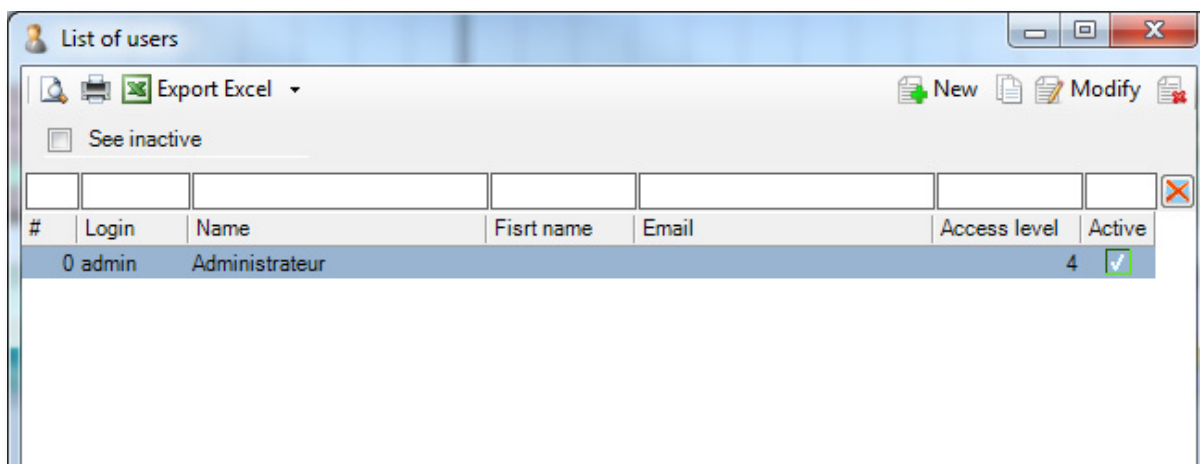 List of users
Export Excel New Modify
See inactive
# Login Name Fisrt name Email Access level Active
0 admin Administrateur 4